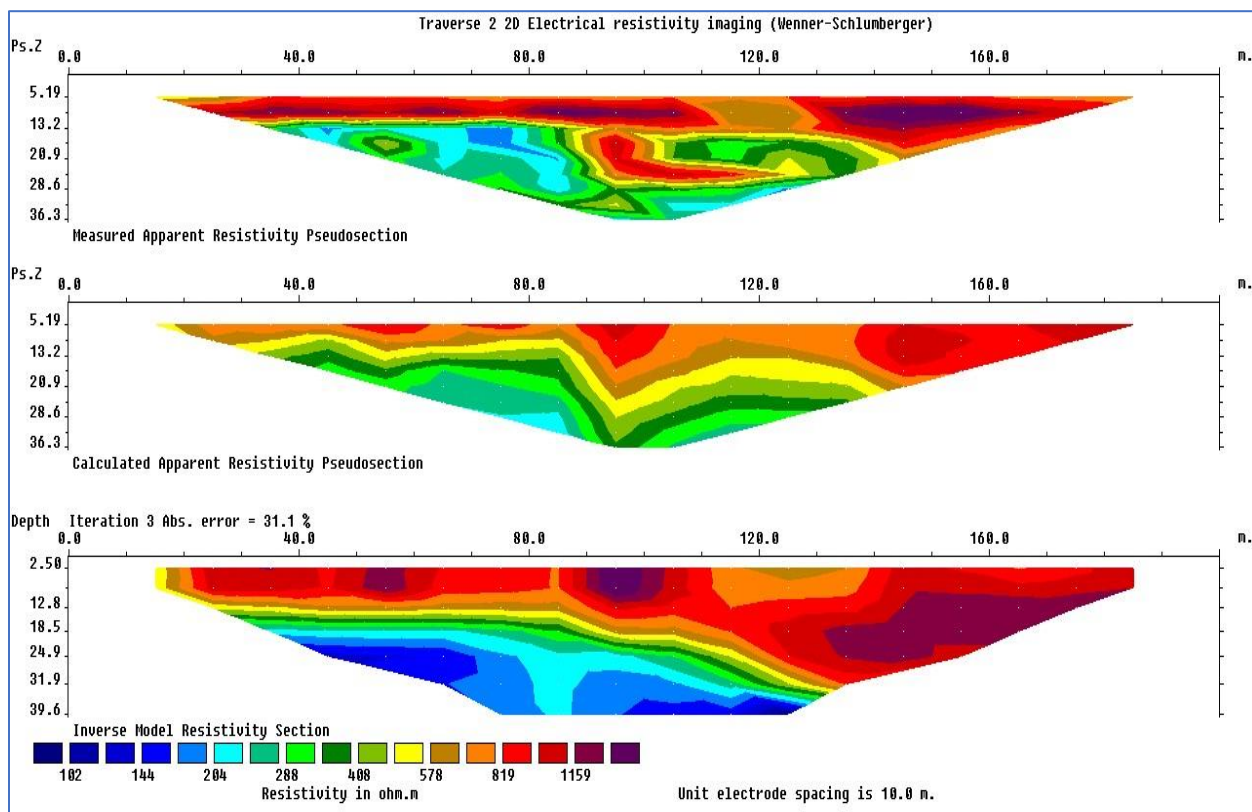 Traverse 2 2D Electrical resistivity imaging (Wenner-Schlumberger)
Ps.Z
0.0 40.0 80.0 120.0 160.0 m.
5.19
13.2
20.9
28.6
36.3
Measured Apparent Resistivity Pseudosection
Ps.Z
0.0 40.0 80.0 120.0 160.0 m.
5.19
13.2
20.9
28.6
36.3
Calculated Apparent Resistivity Pseudosection
Depth Iteration 3 Abs. error = 31.1 %
0.0 40.0 80.0 120.0 160.0 m.
2.50
12.8
18.5
24.9
31.9
39.6
Inverse Model Resistivity Section
102 144 204 288 408 578 819 1159
Resistivity in ohm.m Unit electrode spacing is 10.0 m.